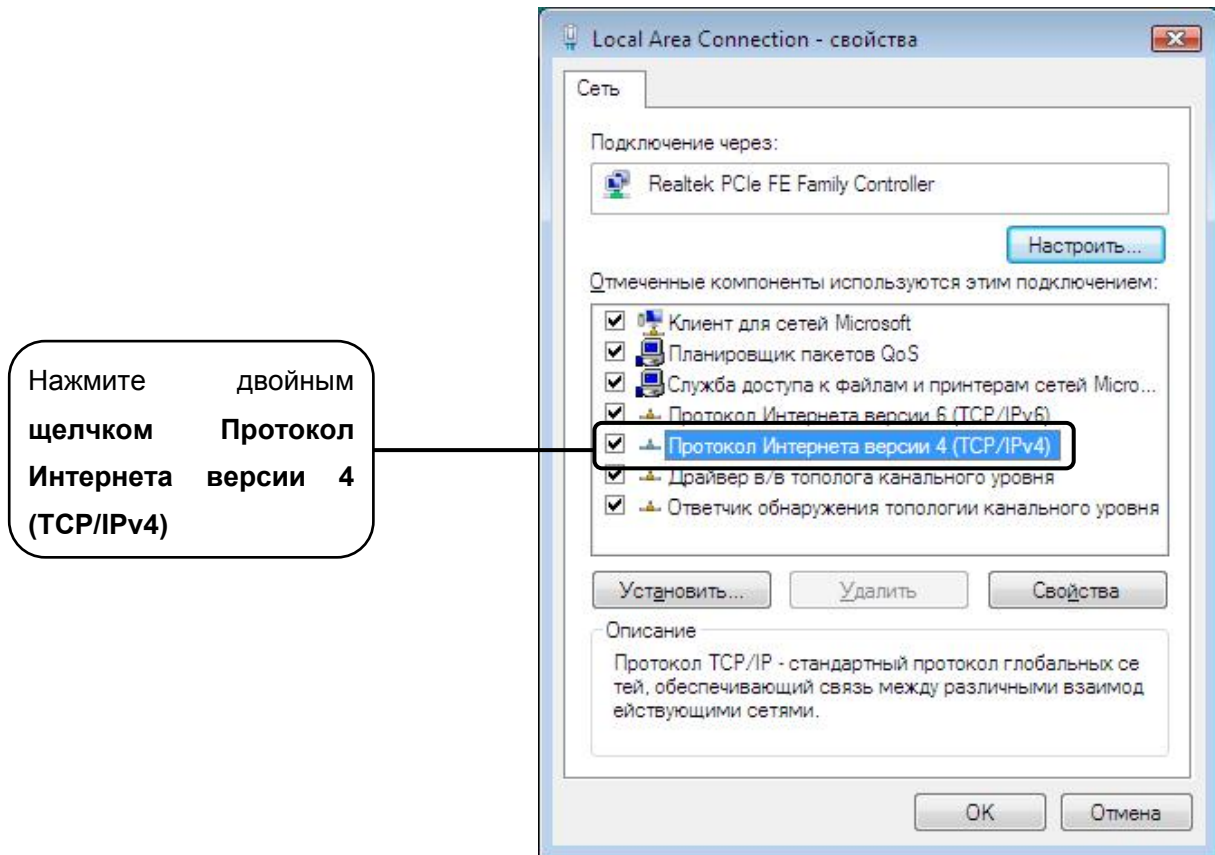 Local Area Connection - свойства
Сеть
Подключение через:
Realtek PCIe FE Family Controller
Настроить...
Отмеченные компоненты используются этим подключением:
Клиент для сетей Microsoft
Планировщик пакетов QoS
Служба доступа к файлам и принтерам сетей Micro...
Протокол Интернета версии 6 (TCP/IPv6)
Протокол Интернета версии 4 (TCP/IPv4)
Драйвер в/в тополога канального уровня
Ответчик обнаружения топологии канального уровня
Нажмите двойным
щелчком Протокол
Интернета версии 4
(TCP/IPv4)
Установить...
Удалить
Свойства
Описание
Протокол TCP/IP - стандартный протокол глобальных се
тей, обеспечивающий связь между различными взаимод
ействующими сетями.
OK
Отмена